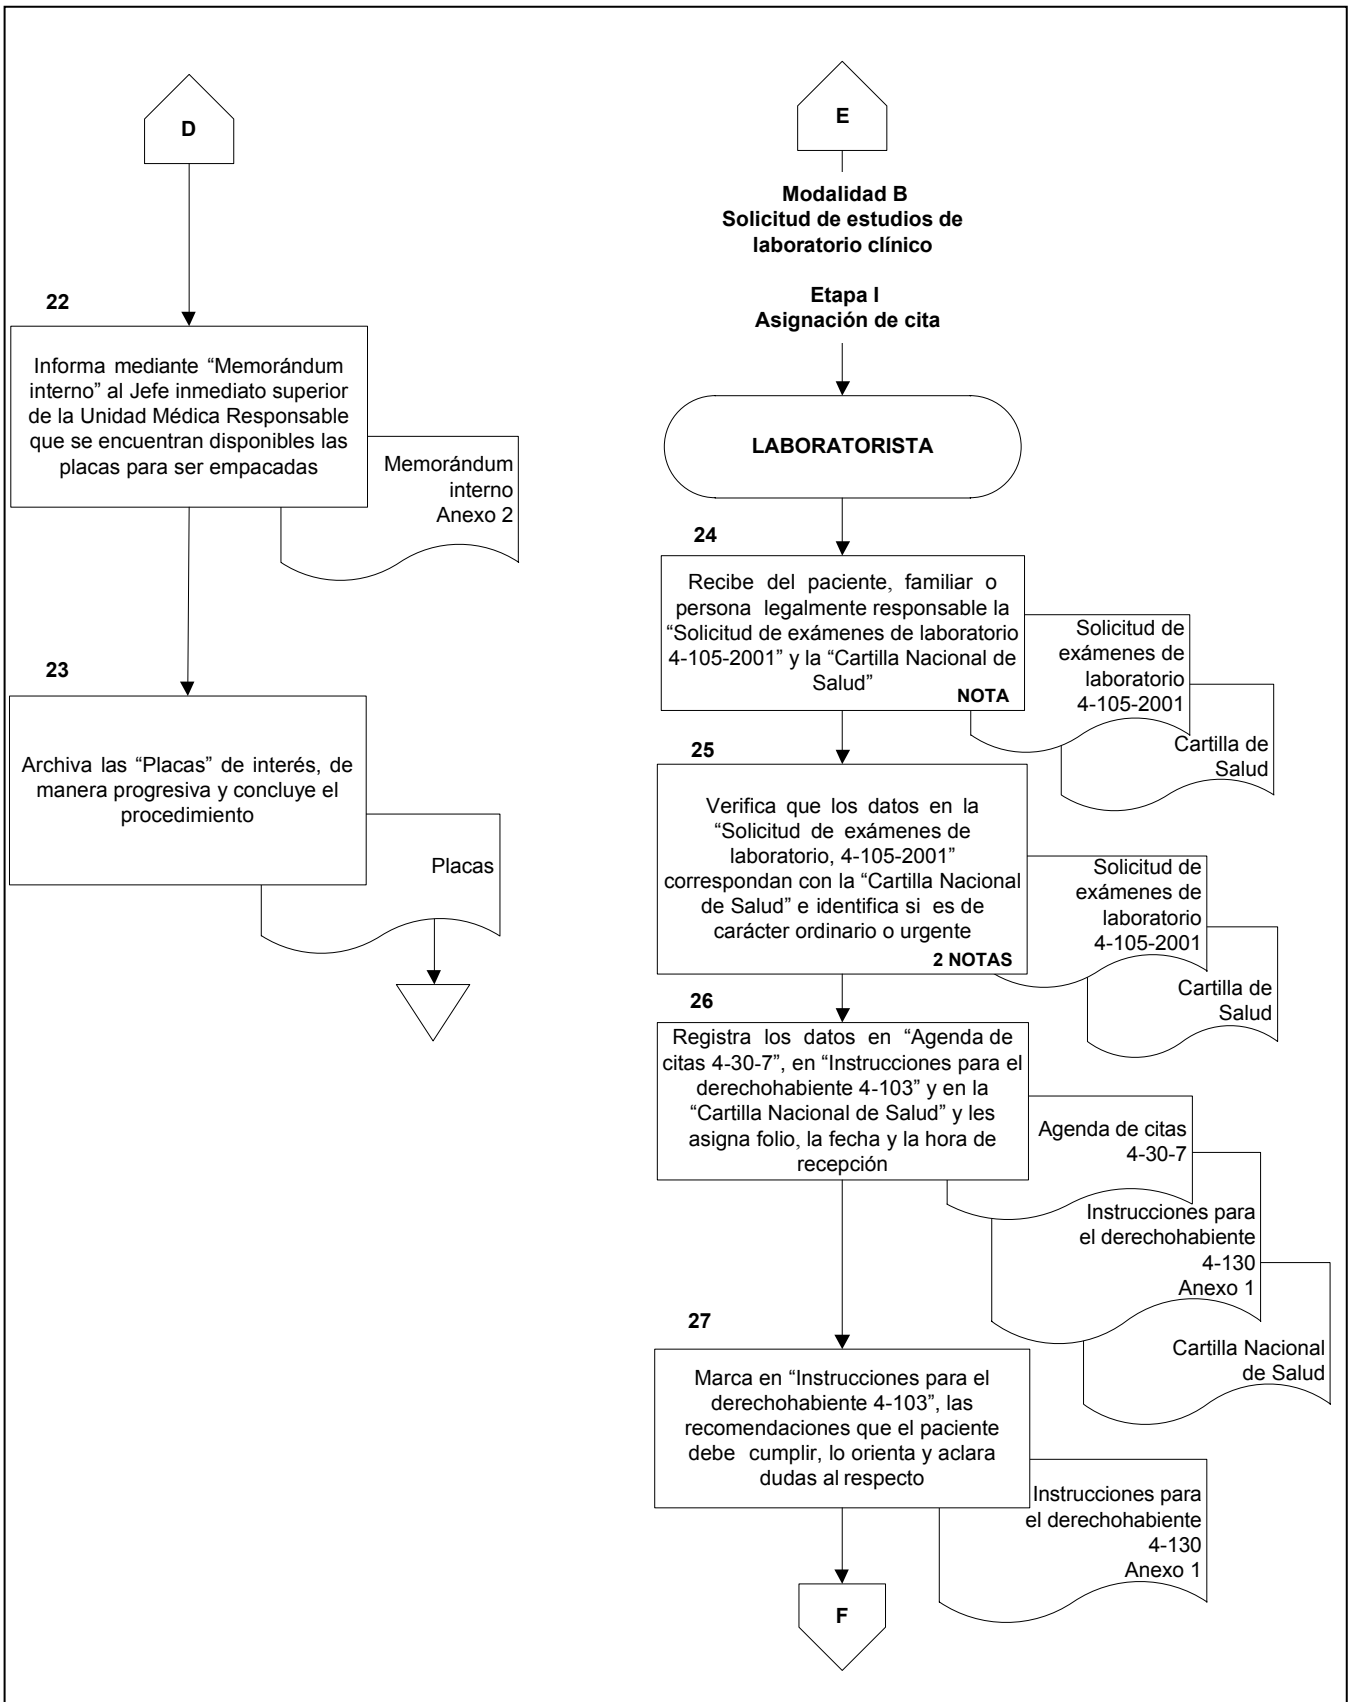 D
22
Informa mediante “Memorándum
interno” al Jefe inmediato superior
de la Unidad Médica Responsable
que se encuentran disponibles las
placas para ser empacadas
Memorándum
interno
Anexo 2
23
Archiva las “Placas” de interés, de
manera progresiva y concluye el
procedimiento
Placas
E
Modalidad B
Solicitud de estudios de
laboratorio clínico
Etapa I
Asignación de cita
LABORATORISTA
24
Recibe del paciente, familiar o
persona legalmente responsable la
“Solicitud de exámenes de laboratorio
4-105-2001” y la “Cartilla Nacional de
Salud”
NOTA
Solicitud de
exámenes de
laboratorio
4-105-2001
Cartilla de
Salud
25
Verifica que los datos en la
“Solicitud de exámenes de
laboratorio, 4-105-2001”
correspondan con la “Cartilla Nacional
de Salud” e identifica si es de
carácter ordinario o urgente
2 NOTAS
Solicitud de
exámenes de
laboratorio
4-105-2001
Cartilla de
Salud
26
Registra los datos en “Agenda de
citas 4-30-7”, en “Instrucciones para el
derechohabiente 4-103” y en la
“Cartilla Nacional de Salud” y les
asigna folio, la fecha y la hora de
recepción
Agenda de citas
4-30-7
Instrucciones para
el derechohabiente
4-130
Anexo 1
Cartilla Nacional
de Salud
27
Marca en “Instrucciones para el
derechohabiente 4-103”, las
recomendaciones que el paciente
debe cumplir, lo orienta y aclara
dudas al respecto
Instrucciones para
el derechohabiente
4-130
Anexo 1
F